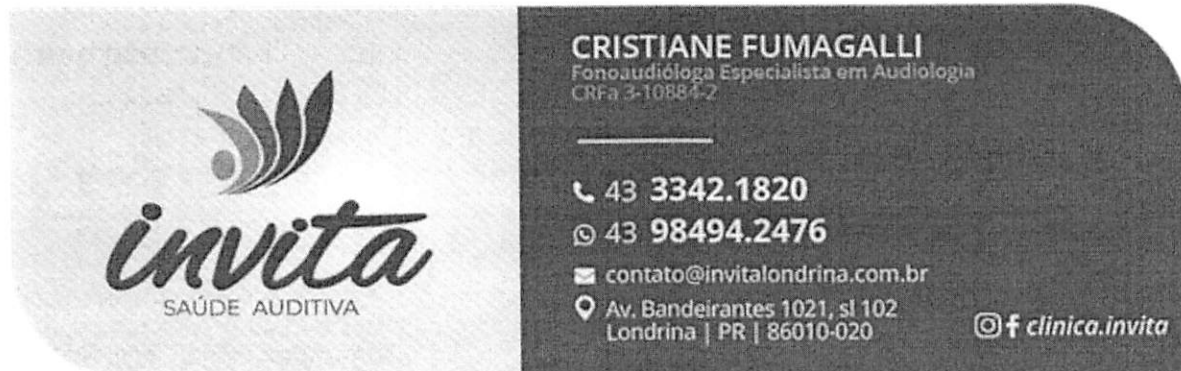 invita
SAÚDE AUDITIVA
CRISTIANE FUMAGALLI
Fonoaudióloga Especialista em Audiologia
CRFa 3-10884-2
43 3342.1820
43 98494.2476
contato@invitalondrina.com.br
Av. Bandeirantes 1021, sl 102
Londrina | PR | 86010-020
clinica.invita